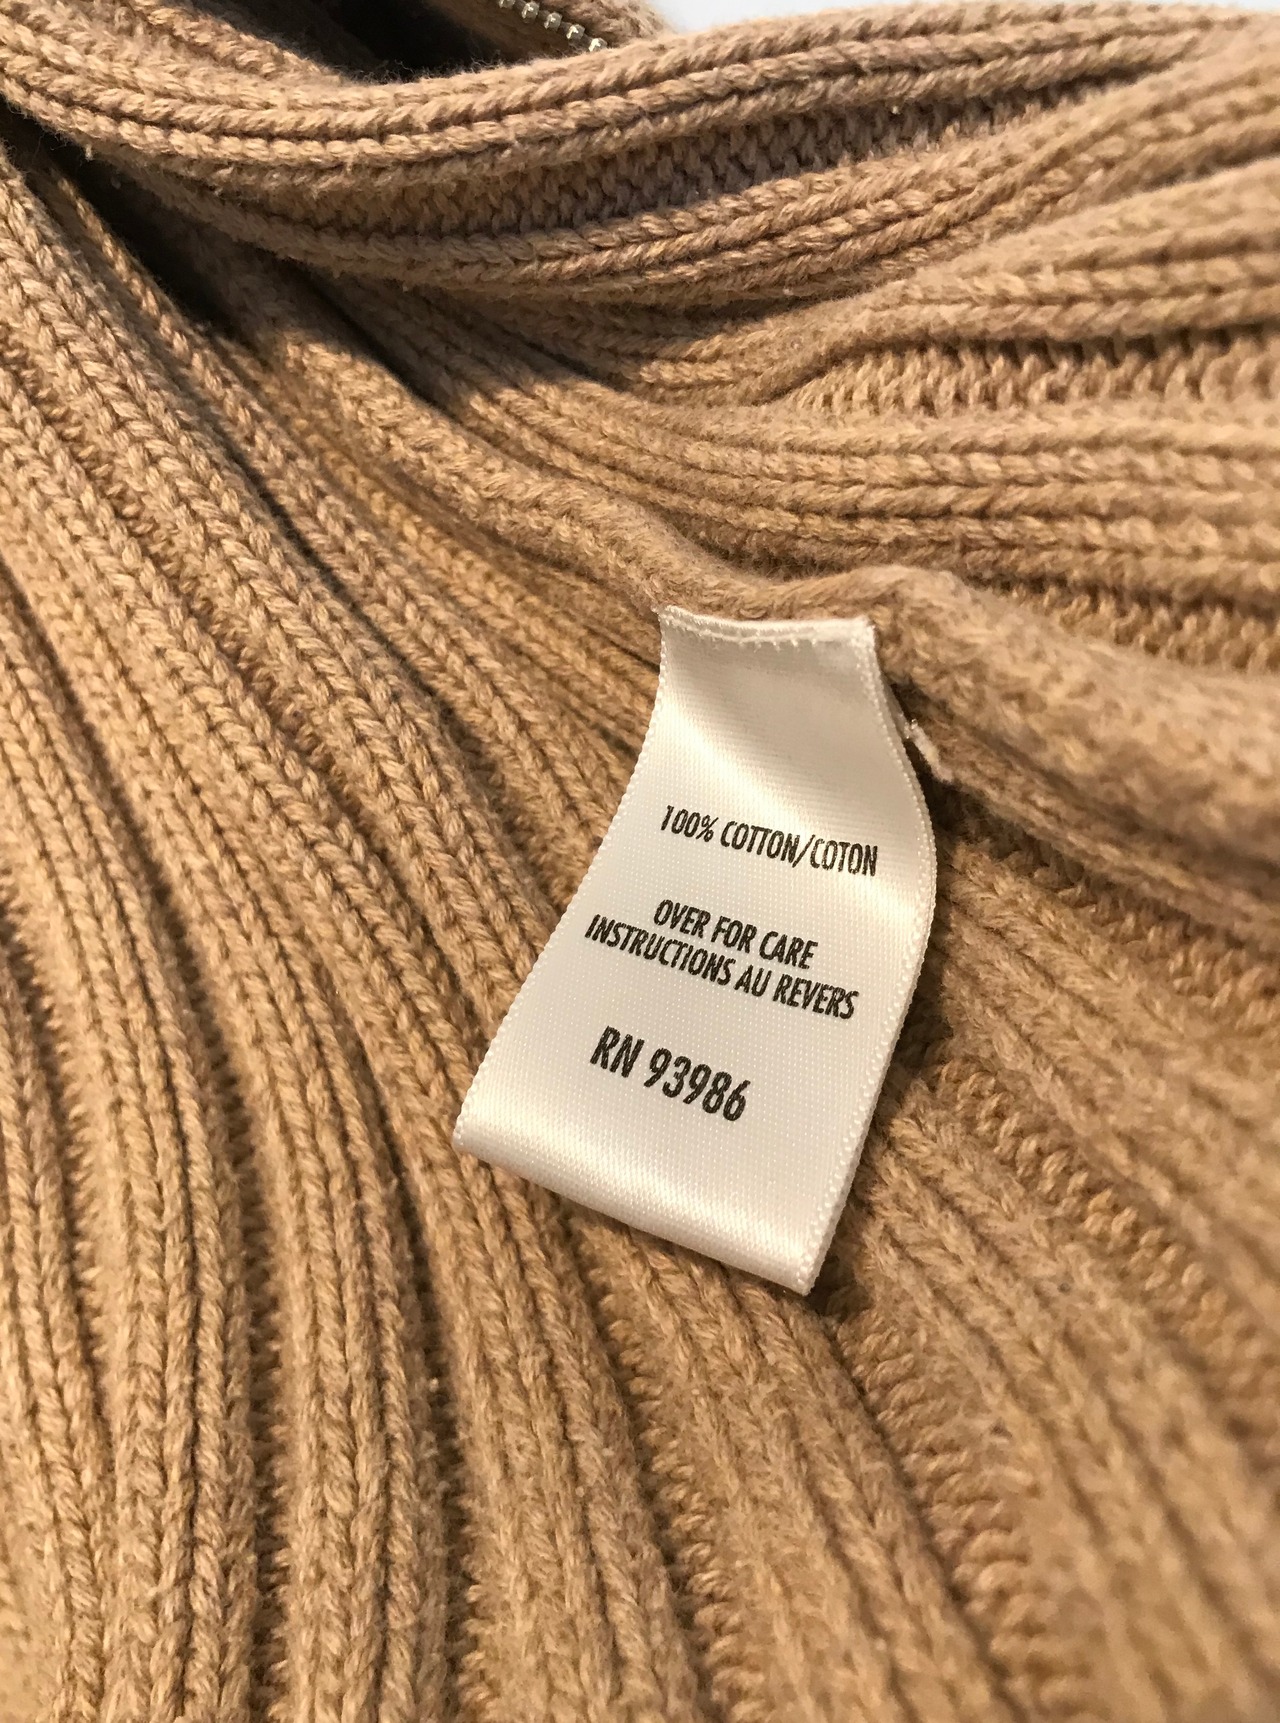 100% COTTON/COTON
OVER FOR CARE
INSTRUCTIONS AU REVERS
RN 93986